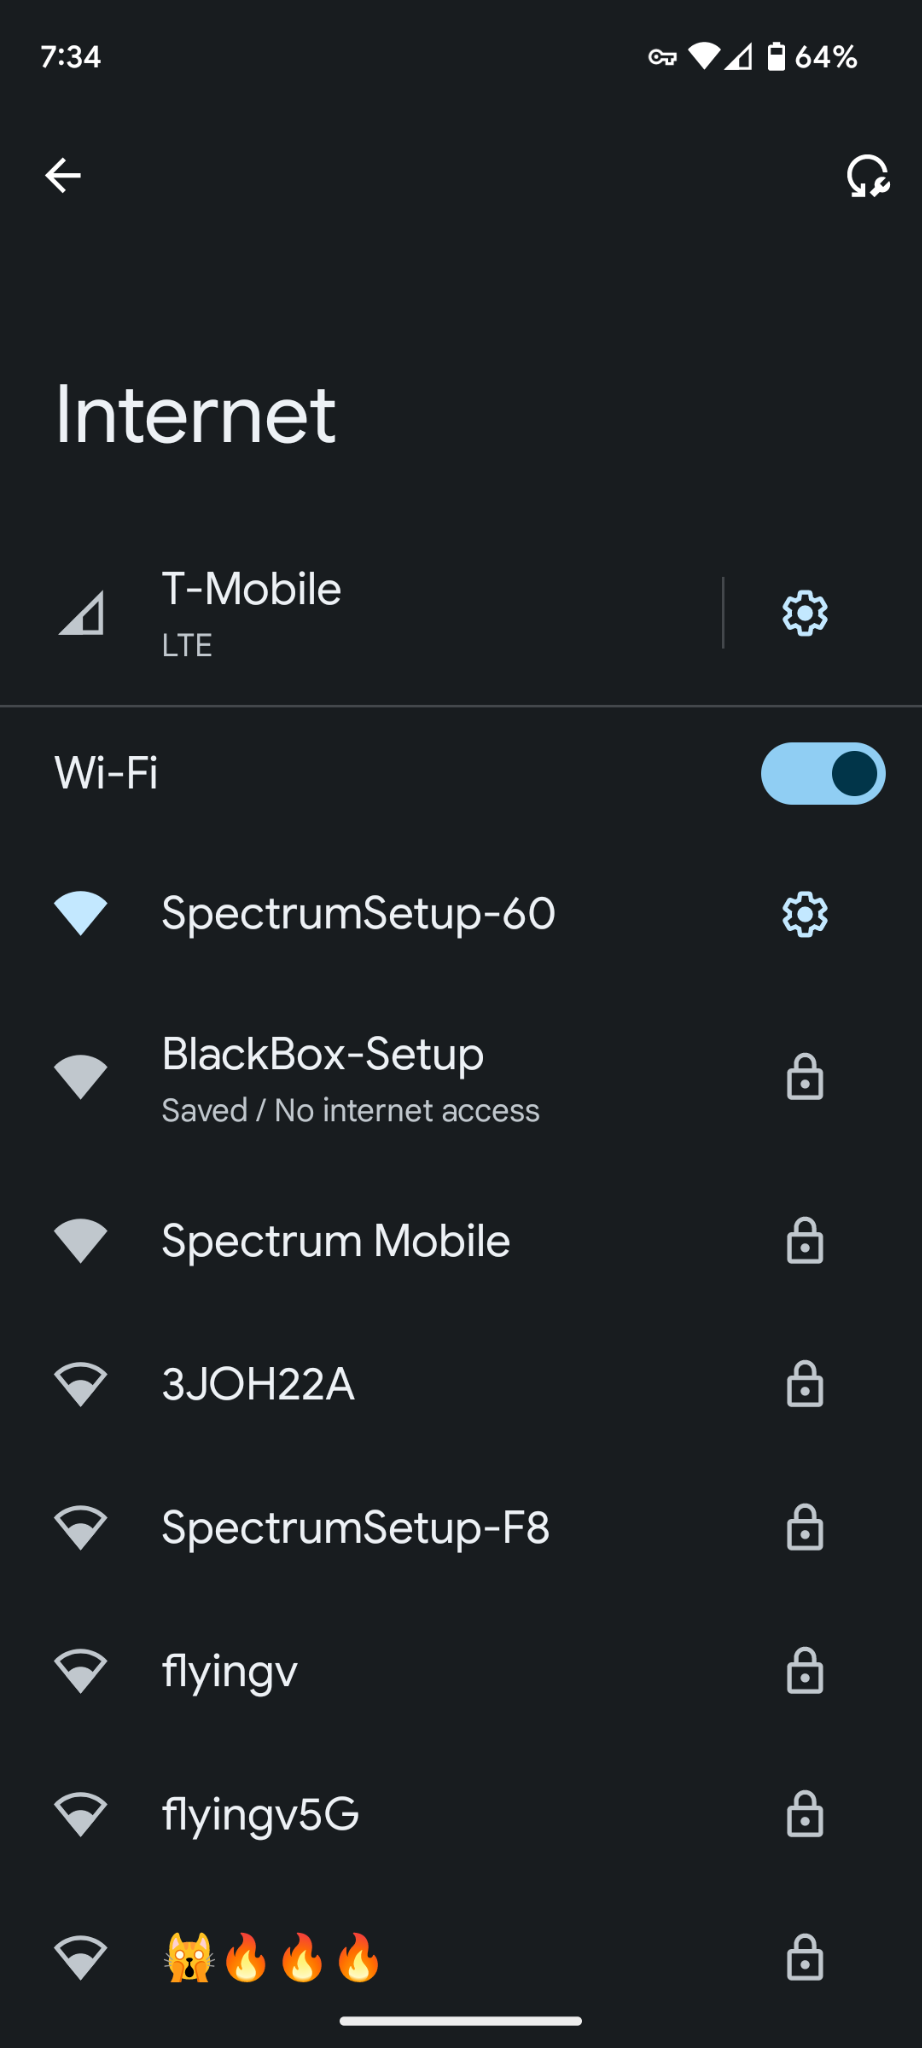 7:34
64%
Internet
T-Mobile
LTE
Wi-Fi
SpectrumSetup-60
BlackBox-Setup
Saved / No internet access
Spectrum Mobile
3JOH22A
SpectrumSetup-F8
flyingv
flyingv5G
🙀🔥🔥🔥